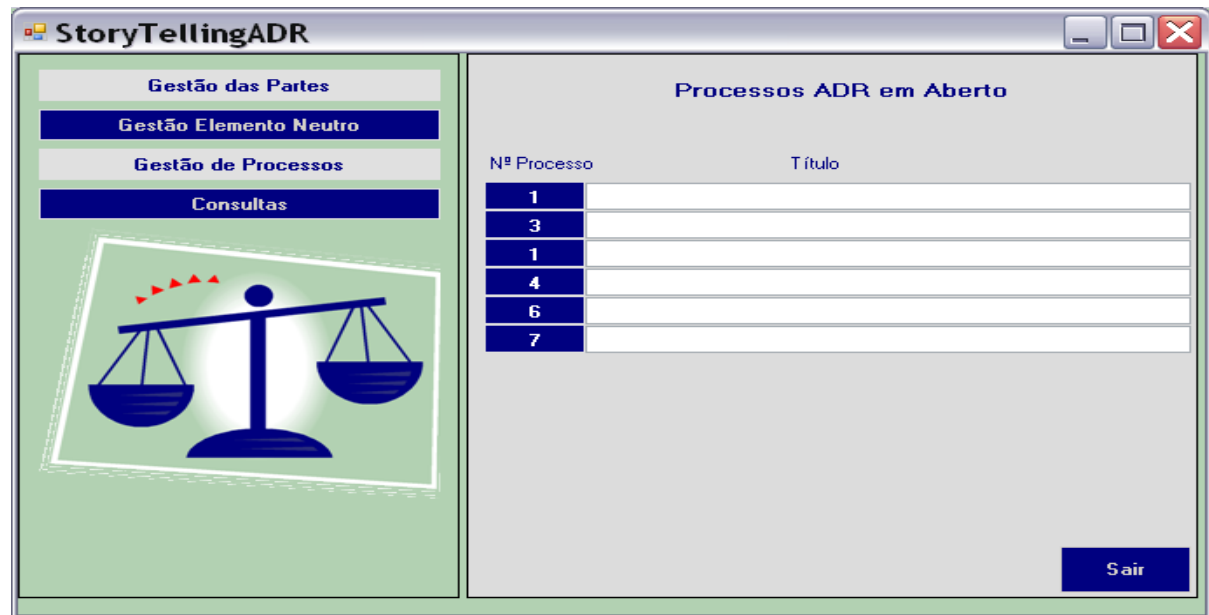 StoryTellingADR
Gestão das Partes
Gestão Elemento Neutro
Gestão de Processos
Consultas
Processos ADR em Aberto
Nº Processo Título
1
3
1
4
6
7
Sair